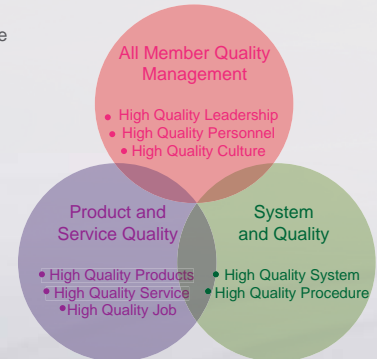 e
All Member Quality
Management
• High Quality Leadership
• High Quality Personnel
• High Quality Culture
Product and
Service Quality
• High Quality Products
• High Quality Service
• High Quality Job
System
and Quality
• High Quality System
• High Quality Procedure